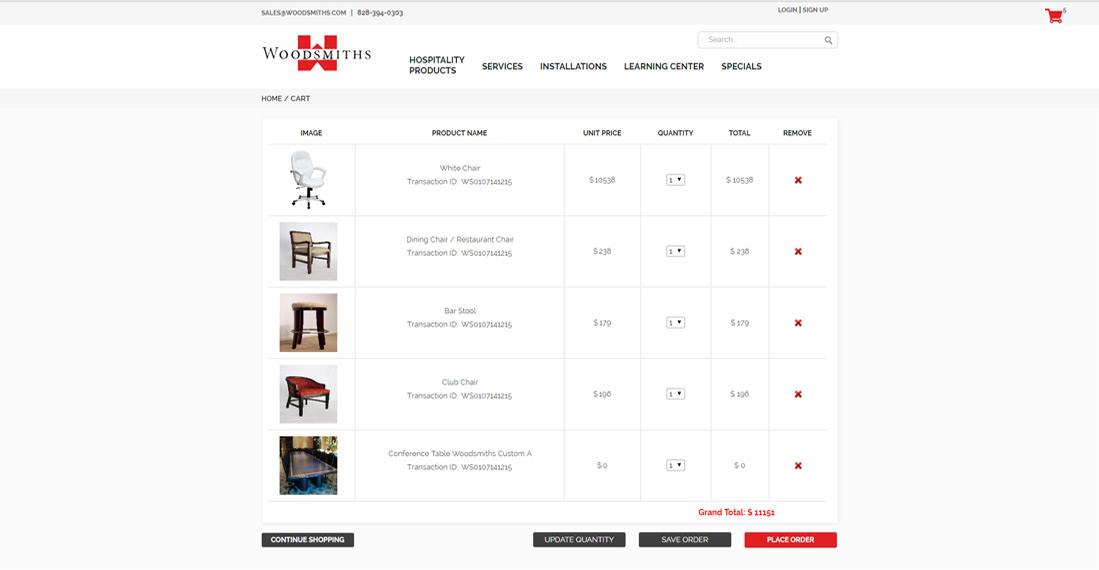 SALES@WOODSMITHS.COM | 828-394-0303
LOGIN | SIGN UP
5
WOODSMITHS
Search...
HOSPITALITY PRODUCTS
SERVICES
INSTALLATIONS
LEARNING CENTER
SPECIALS
HOME / CART
IMAGE PRODUCT NAME UNIT PRICE QUANTITY TOTAL REMOVE
White Chair
Transaction ID: WS0107141215
$ 10538 1 $ 10538
Dining Chair / Restaurant Chair
Transaction ID: WS0107141215
$ 238 1 $ 238
Bar Stool
Transaction ID: WS0107141215
$ 179 1 $ 179
Club Chair
Transaction ID: WS0107141215
$ 196 1 $ 196
Conference Table Woodsmths Custom A
Transaction ID: WS0107141215
$ 0 1 $ 0
Grand Total: $ 11151
CONTINUE SHOPPING UPDATE QUANTITY SAVE ORDER PLACE ORDER